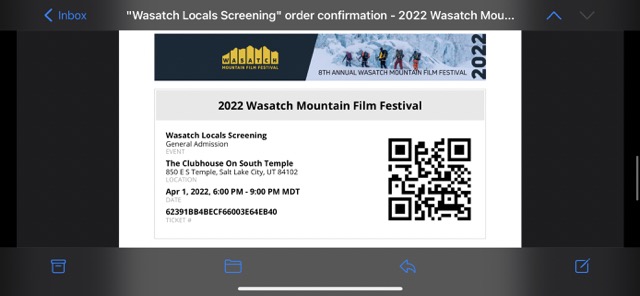 Inbox
"Wasatch Locals Screening" order confirmation - 2022 Wasatch Mou...
WASATCH
MOUNTAIN FILM FESTIVAL
8TH ANNUAL WASATCH MOUNTAIN FILM FESTIVAL
2022
2022 Wasatch Mountain Film Festival
Wasatch Locals Screening
General Admission
EVENT
The Clubhouse On South Temple
850 E S Temple, Salt Lake City, UT 84102
LOCATION
Apr 1, 2022, 6:00 PM - 9:00 PM MDT
DATE
62391BB4BECF66003E64EB40
TICKET #